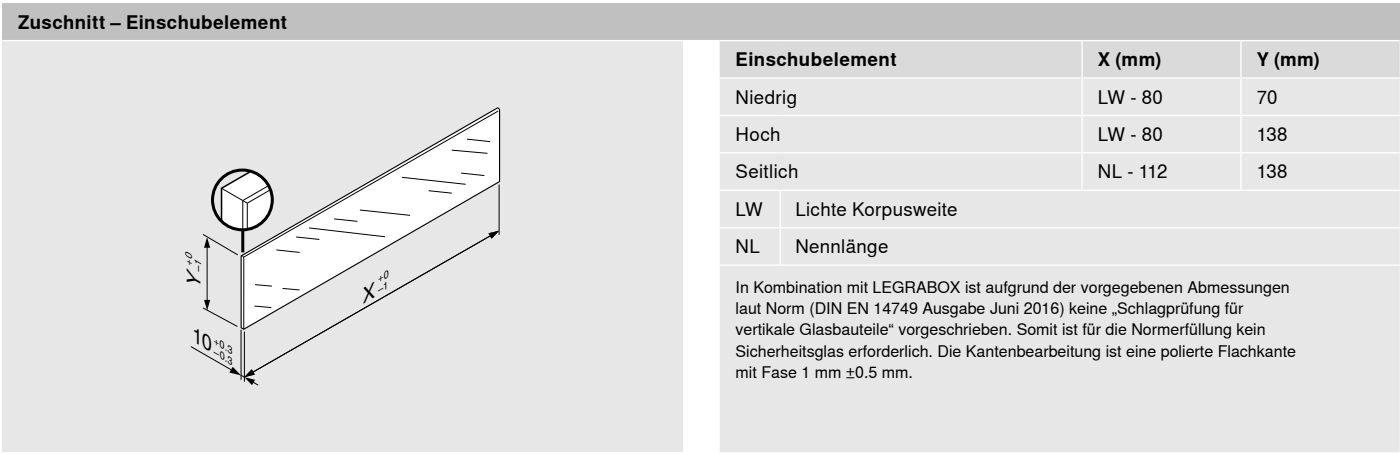 Zuschnitt – Einschubelement
Y +0 –1
10 +0.3 –0.3
X +0 –1
Einschubelement X (mm) Y (mm)
Niedrig LW - 80 70
Hoch LW - 80 138
Seitlich NL - 112 138
LW Lichte Korpusweite
NL Nennlänge
In Kombination mit LEGRABOX ist aufgrund der vorgegebenen Abmessungen
laut Norm (DIN EN 14749 Ausgabe Juni 2016) keine „Schlagprüfung für
vertikale Glasbauteile“ vorgeschrieben. Somit ist für die Normerfüllung kein
Sicherheitsglas erforderlich. Die Kantenbearbeitung ist eine polierte Flachkante
mit Fase 1 mm ±0.5 mm.